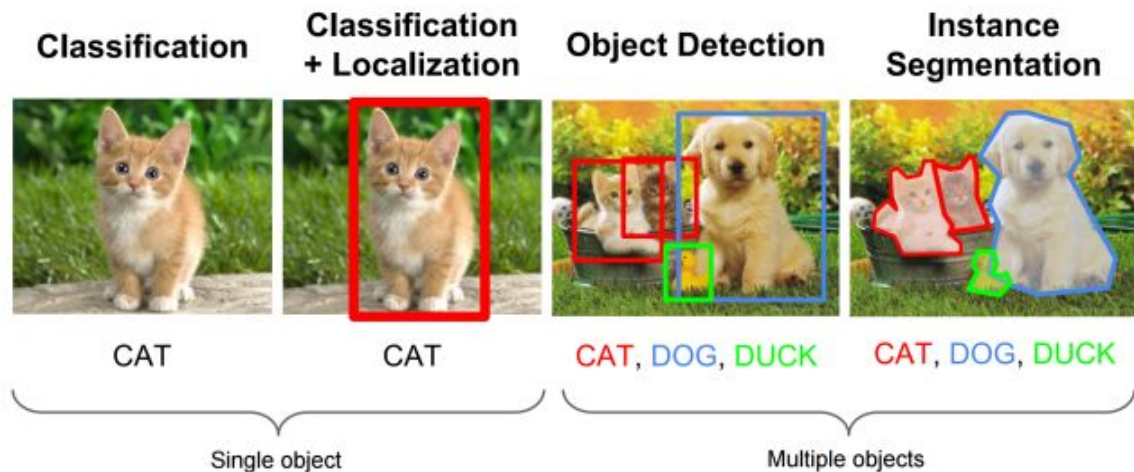 Classification
Classification
+ Localization
Object Detection
Instance
Segmentation
CAT
CAT
CAT, DOG, DUCK
CAT, DOG, DUCK
Single object
Multiple objects